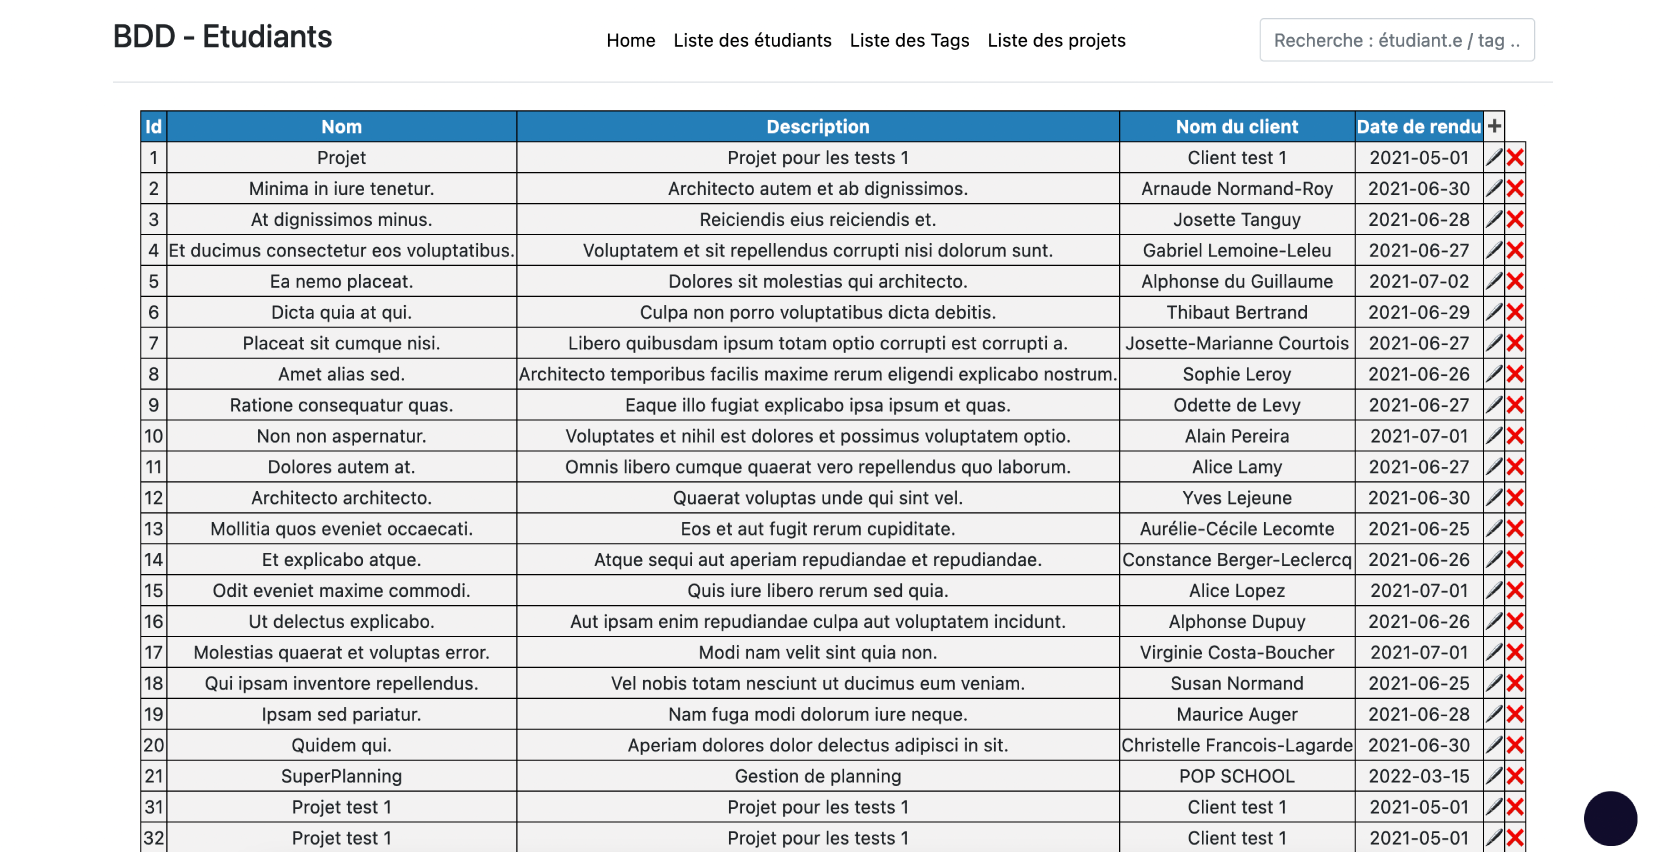 BDD - Etudiants
Home Liste des étudiants Liste des Tags Liste des projets
Recherche : étudiant.e / tag ..
Id Nom Description Nom du client Date de rendu +
1 Projet Projet pour les tests 1 Client test 1 2021-05-01
2 Minima in iure tenetur. Architecto autem et ab dignissimos. Arnaude Normand-Roy 2021-06-30
3 At dignissimos minus. Reiciendis eius reiciendis et. Josette Tanguy 2021-06-28
4 Et ducimus consectetur eos voluptatibus. Voluptatem et sit repellendus corrupti nisi dolorum sunt. Gabriel Lemoine-Leleu 2021-06-27
5 Ea nemo placeat. Dolores sit molestias qui architecto. Alphonse du Guillaume 2021-07-02
6 Dicta quia at qui. Culpa non porro voluptatibus dicta debitis. Thibaut Bertrand 2021-06-29
7 Placeat sit cumque nisi. Libero quibusdam ipsum totam optio corrupti est corrupti a. Josette-Marianne Courtois 2021-06-27
8 Amet alias sed. Architecto temporibus facilis maxime rerum eligendi explicabo nostrum. Sophie Leroy 2021-06-26
9 Ratione consequatur quas. Eaque illo fugiat explicabo ipsa ipsum et quas. Odette de Levy 2021-06-27
10 Non non aspernatur. Voluptates et nihil est dolores et possimus voluptatem optio. Alain Pereira 2021-07-01
11 Dolores autem at. Omnis libero cumque quaerat vero repellendus quo laborum. Alice Lamy 2021-06-27
12 Architecto architecto. Quaerat voluptas unde qui sint vel. Yves Lejeune 2021-06-30
13 Mollitia quos eveniet occaecati. Eos et aut fugit rerum cupiditate. Aurélie-Cécile Lecomte 2021-06-25
14 Et explicabo atque. Atque sequi aut aperiam repudiandae et repudiandae. Constance Berger-Leclercq 2021-06-26
15 Odit eveniet maxime commodi. Quis iure libero rerum sed quia. Alice Lopez 2021-07-01
16 Ut delectus explicabo. Aut ipsam enim repudiandae culpa aut voluptatem incidunt. Alphonse Dupuy 2021-06-26
17 Molestias quaerat et voluptas error. Modi nam velit sint quia non. Virginie Costa-Boucher 2021-07-01
18 Qui ipsam inventore repellendus. Vel nobis totam nesciunt ut ducimus eum veniam. Susan Normand 2021-06-25
19 Ipsam sed pariatur. Nam fuga modi dolorum iure neque. Maurice Auger 2021-06-28
20 Quidem qui. Aperiam dolores dolor delectus adipisci in sit. Christelle Francois-Lagarde 2021-06-30
21 SuperPlanning Gestion de planning POP SCHOOL 2022-03-15
31 Projet test 1 Projet pour les tests 1 Client test 1 2021-05-01
32 Projet test 1 Projet pour les tests 1 Client test 1 2021-05-01